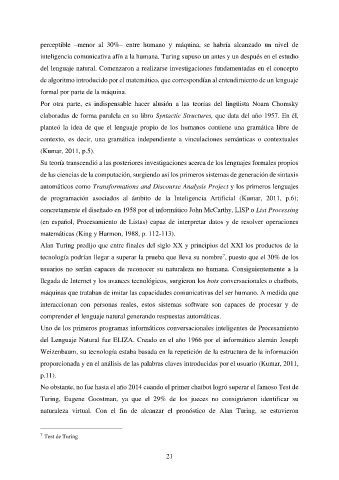 perceptible –menor al 30%– entre humano y máquina, se habría alcanzado un nivel de
inteligencia comunicativa afín a la humana. Turing supuso un antes y un después en el estudio
del lenguaje natural. Comenzaron a realizarse investigaciones fundamentadas en el concepto
de algoritmo introducido por el matemático, que correspondían al entendimiento de un lenguaje
formal por parte de la máquina.
Por otra parte, es indispensable hacer alusión a las teorías del lingüista Noam Chomsky
elaboradas de forma paralela en su libro Syntactic Structures, que data del año 1957. En él,
planteó la idea de que el lenguaje propio de los humanos contiene una gramática libre de
contexto, es decir, una gramática independiente a vinculaciones semánticas o contextuales
(Kumar, 2011, p.5).
Su teoría transcendió a las posteriores investigaciones acerca de los lenguajes formales propios
de las ciencias de la computación, surgiendo así los primeros sistemas de generación de sintaxis
automáticos como Transformations and Discourse Analysis Project y los primeros lenguajes
de programación asociados al ámbito de la Inteligencia Artificial (Kumar, 2011, p.6);
concretamente el diseñado en 1958 por el informático John McCarthy, LISP o List Processing
(en español, Procesamiento de Listas) capaz de interpretar datos y de resolver operaciones
matemáticas (King y Harmon, 1988, p. 112-113).
Alan Turing predijo que entre finales del siglo XX y principios del XXI los productos de la
tecnología podrían llegar a superar la prueba que lleva su nombre7, puesto que el 30% de los
usuarios no serían capaces de reconocer su naturaleza no humana. Consiguientemente a la
llegada de Internet y los avances tecnológicos, surgieron los bots conversacionales o chatbots,
máquinas que trataban de imitar las capacidades comunicativas del ser humano. A medida que
interaccionan con personas reales, estos sistemas software son capaces de procesar y de
comprender el lenguaje natural generando respuestas automáticas.
Uno de los primeros programas informáticos conversacionales inteligentes de Procesamiento
del Lenguaje Natural fue ELIZA. Creado en el año 1966 por el informático alemán Joseph
Weizenbaum, su tecnología estaba basada en la repetición de la estructura de la información
proporcionada y en el análisis de las palabras claves introducidas por el usuario (Kumar, 2011,
p.11).
No obstante, no fue hasta el año 2014 cuando el primer chatbot logró superar el famoso Test de
Turing, Eugene Goostman, ya que el 29% de los jueces no consiguieron identificar su
naturaleza virtual. Con el fin de alcanzar el pronóstico de Alan Turing, se estuvieron
7 Test de Turing
21